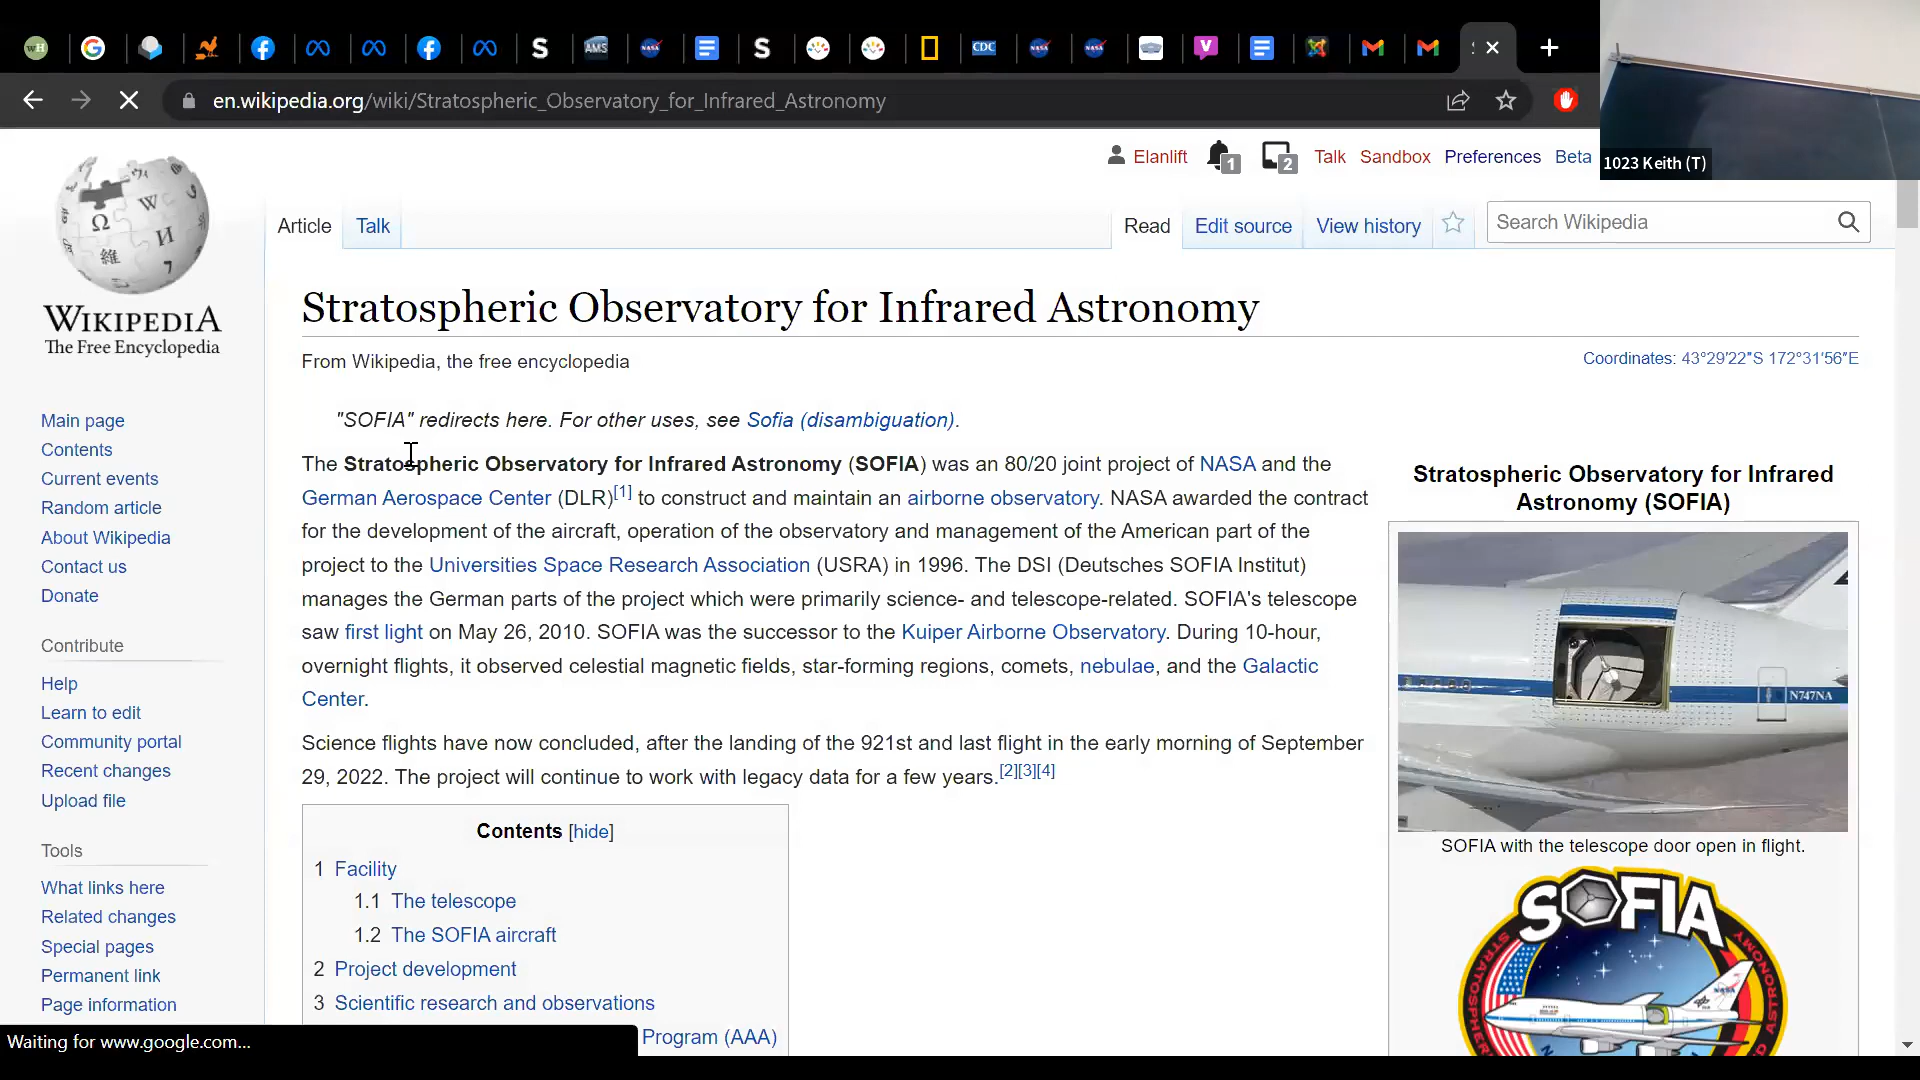 AMS NASA S CDC NASA NASA V
en.wikipedia.org/wiki/Stratospheric_Observatory_for_Infrared_Astronomy
1023 Keith (T)
Elanlift 1 2 Talk Sandbox Preferences Beta
Article Talk Read Edit source View history Search Wikipedia
WIKIPEDIA
The Free Encyclopedia
Main page
Contents
Current events
Random article
About Wikipedia
Contact us
Donate
Contribute
Help
Learn to edit
Community portal
Recent changes
Upload file
Tools
What links here
Related changes
Special pages
Permanent link
Page information
Stratospheric Observatory for Infrared Astronomy
From Wikipedia, the free encyclopedia
Coordinates: 43°29′22″S 172°31′56″E
"SOFIA" redirects here. For other uses, see Sofia (disambiguation).
The Stratospheric Observatory for Infrared Astronomy (SOFIA) was an 80/20 joint project of NASA and the
German Aerospace Center (DLR)[1] to construct and maintain an airborne observatory. NASA awarded the contract
for the development of the aircraft, operation of the observatory and management of the American part of the
project to the Universities Space Research Association (USRA) in 1996. The DSI (Deutsches SOFIA Institut)
manages the German parts of the project which were primarily science- and telescope-related. SOFIA's telescope
saw first light on May 26, 2010. SOFIA was the successor to the Kuiper Airborne Observatory. During 10-hour,
overnight flights, it observed celestial magnetic fields, star-forming regions, comets, nebulae, and the Galactic
Center.
Science flights have now concluded, after the landing of the 921st and last flight in the early morning of September
29, 2022. The project will continue to work with legacy data for a few years.[2][3][4]
Contents [hide]
1 Facility
1.1 The telescope
1.2 The SOFIA aircraft
2 Project development
3 Scientific research and observations
Program (AAA)
Stratospheric Observatory for Infrared
Astronomy (SOFIA)
N747NA
SOFIA with the telescope door open in flight.
SOFIA
Waiting for www.google.com...